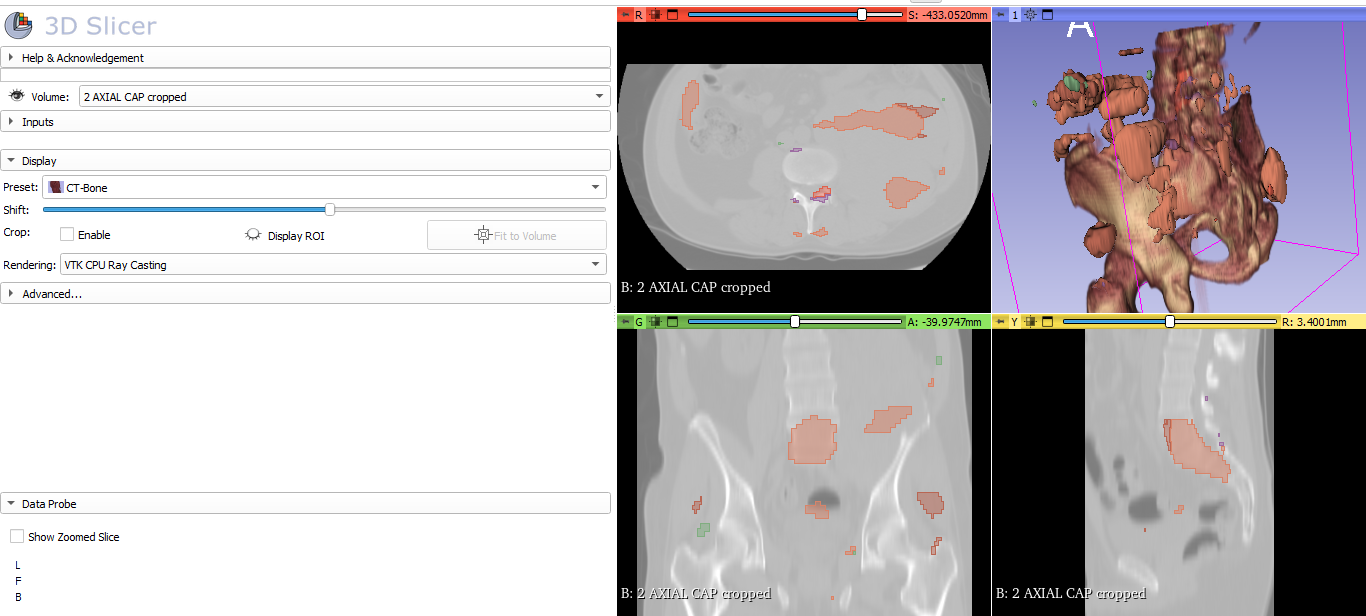 3D Slicer
Help & Acknowledgement
Volume: 2 AXIAL CAP cropped
Inputs
Display
Preset: CT-Bone
Shift:
Crop: Enable Display ROI Fit to Volume
Rendering: VTK CPU Ray Casting
Advanced...
Data Probe
Show Zoomed Slice
L
F
B
R S: -433.0520mm
B: 2 AXIAL CAP cropped
1
A
G A: -39.9747mm
B: 2 AXIAL CAP cropped
Y R: 3.4001mm
B: 2 AXIAL CAP cropped